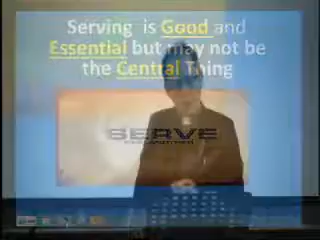 Serving is Good and
Essential but may not be
the Central Thing
SERVE